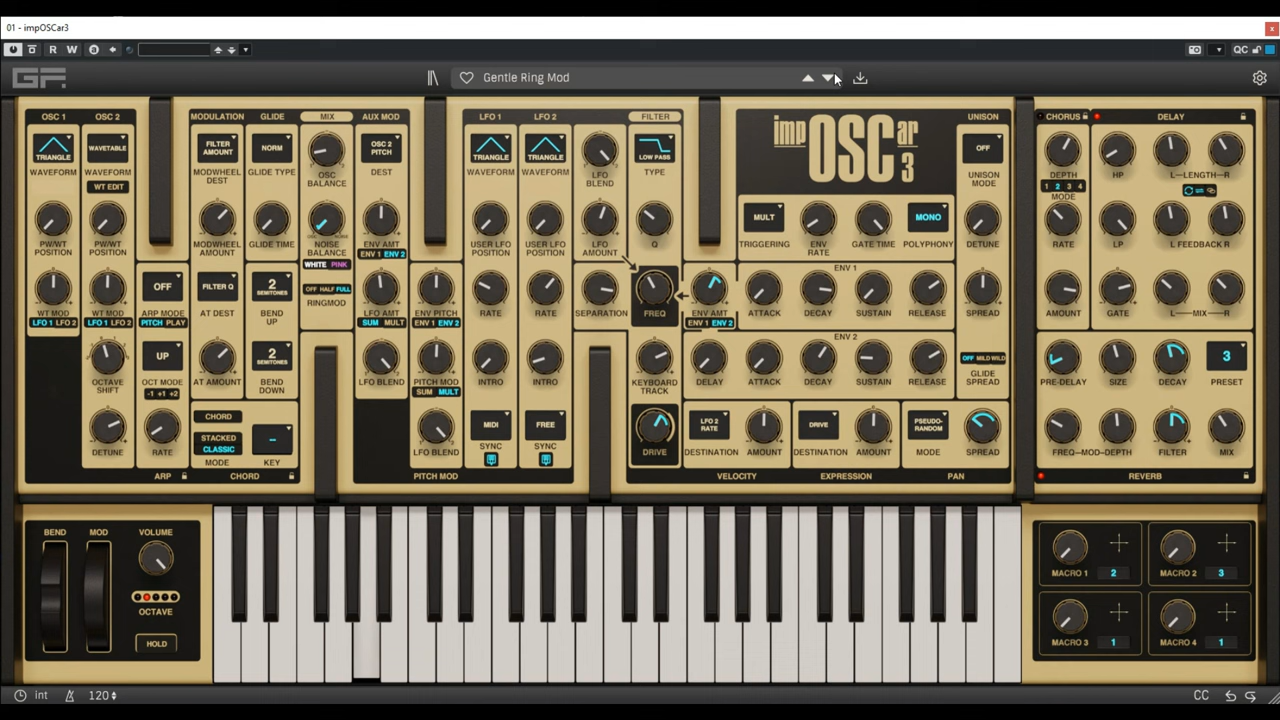 01 - impOSCar3
R W
QC
GF.
Gentle Ring Mod
OSC 1 OSC 2 MODULATION GLIDE MIX AUX MOD LFO 1 LFO 2 FILTER UNISON CHORUS DELAY
impOSCar3
TRIANGLE WAVETABLE FILTER AMOUNT NORM OSC 2 PITCH TRIANGLE TRIANGLE LOW PASS OFF
WAVEFORM WAVEFORM MODWHEEL DEST GLIDE TYPE OSC BALANCE DEST WAVEFORM WAVEFORM LFO BLEND TYPE UNISON MODE DEPTH HP L—LENGTH—R
WT EDIT
1 2 3 4
MODE
MULT MONO
PW/WT POSITION PW/WT POSITION MODWHEEL AMOUNT GLIDE TIME NOISE BALANCE ENV AMT USER LFO POSITION USER LFO POSITION LFO AMOUNT Q TRIGGERING ENV RATE GATE TIME POLYPHONY DETUNE RATE LP L FEEDBACK R
WHITE PINK ENV 1 ENV 2
ENV 1
OFF FILTER Q 2 SEMITONES OFF HALF FULL
WT MOD WT MOD ARP MODE AT DEST BEND UP RINGMOD LFO AMT ENV PITCH RATE RATE SEPARATION FREQ ENV AMT ATTACK DECAY SUSTAIN RELEASE SPREAD AMOUNT GATE L—MIX—R
LFO 1 LFO 2 LFO 1 LFO 2 PITCH PLAY SUM MULT ENV 1 ENV 2 ENV 1 ENV 2
ENV 2
UP 2 SEMITONES OFF MILD WILD 3
OCTAVE SHIFT OCT MODE AT AMOUNT BEND DOWN LFO BLEND PITCH MOD INTRO INTRO KEYBOARD TRACK DELAY ATTACK DECAY SUSTAIN RELEASE GLIDE SPREAD PRE-DELAY SIZE DECAY PRESET
-1 +1 +2 SUM MULT
CHORD
STACKED CLASSIC – MIDI FREE LFO 2 RATE DRIVE PSEUDO-RANDOM
DETUNE RATE MODE KEY LFO BLEND SYNC SYNC DRIVE DESTINATION AMOUNT DESTINATION AMOUNT MODE SPREAD FREQ—MOD-DEPTH FILTER MIX
ARP CHORD PITCH MOD VELOCITY EXPRESSION PAN REVERB
BEND MOD VOLUME
OCTAVE
HOLD
MACRO 1 2 MACRO 2 3
MACRO 3 1 MACRO 4 1
int 120 CC